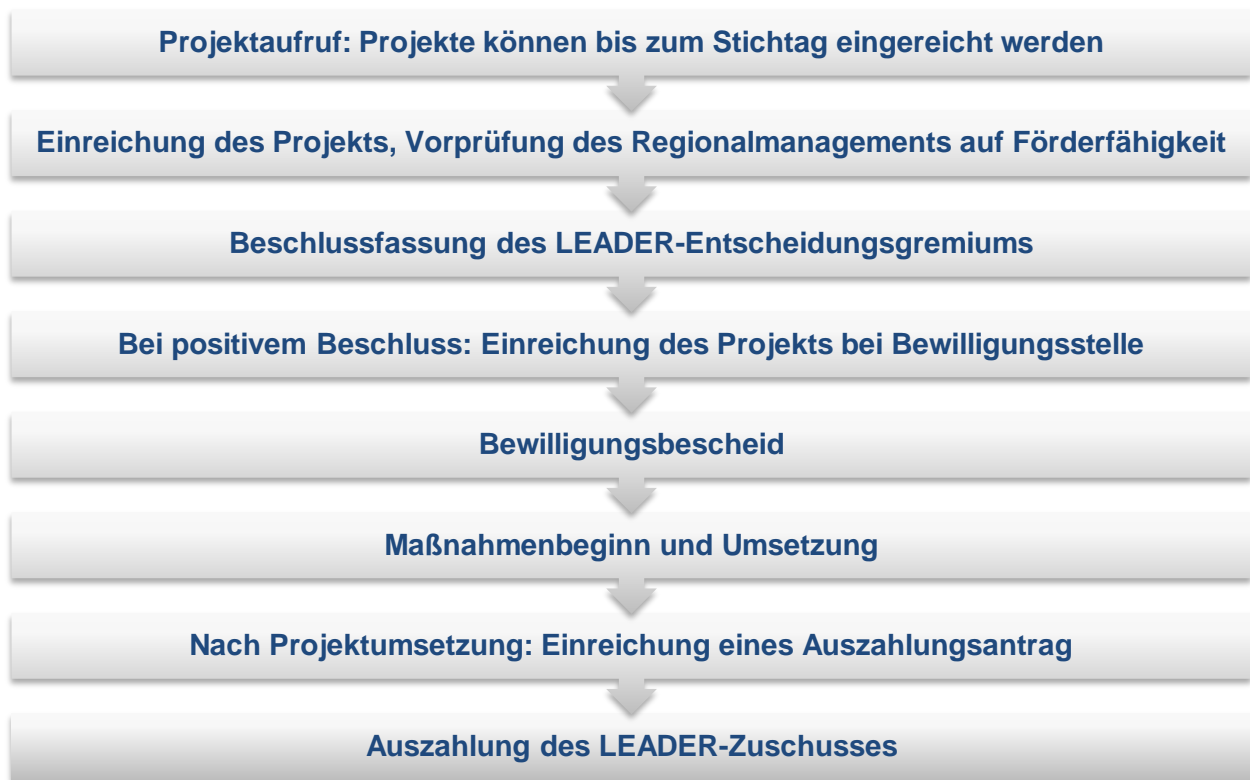 Projektaufruf: Projekte können bis zum Stichtag eingereicht werden
Einreichung des Projekts, Vorprüfung des Regionalmanagements auf Förderfähigkeit
Beschlussfassung des LEADER-Entscheidungsgremiums
Bei positivem Beschluss: Einreichung des Projekts bei Bewilligungsstelle
Bewilligungsbescheid
Maßnahmenbeginn und Umsetzung
Nach Projektumsetzung: Einreichung eines Auszahlungsantrag
Auszahlung des LEADER-Zuschusses